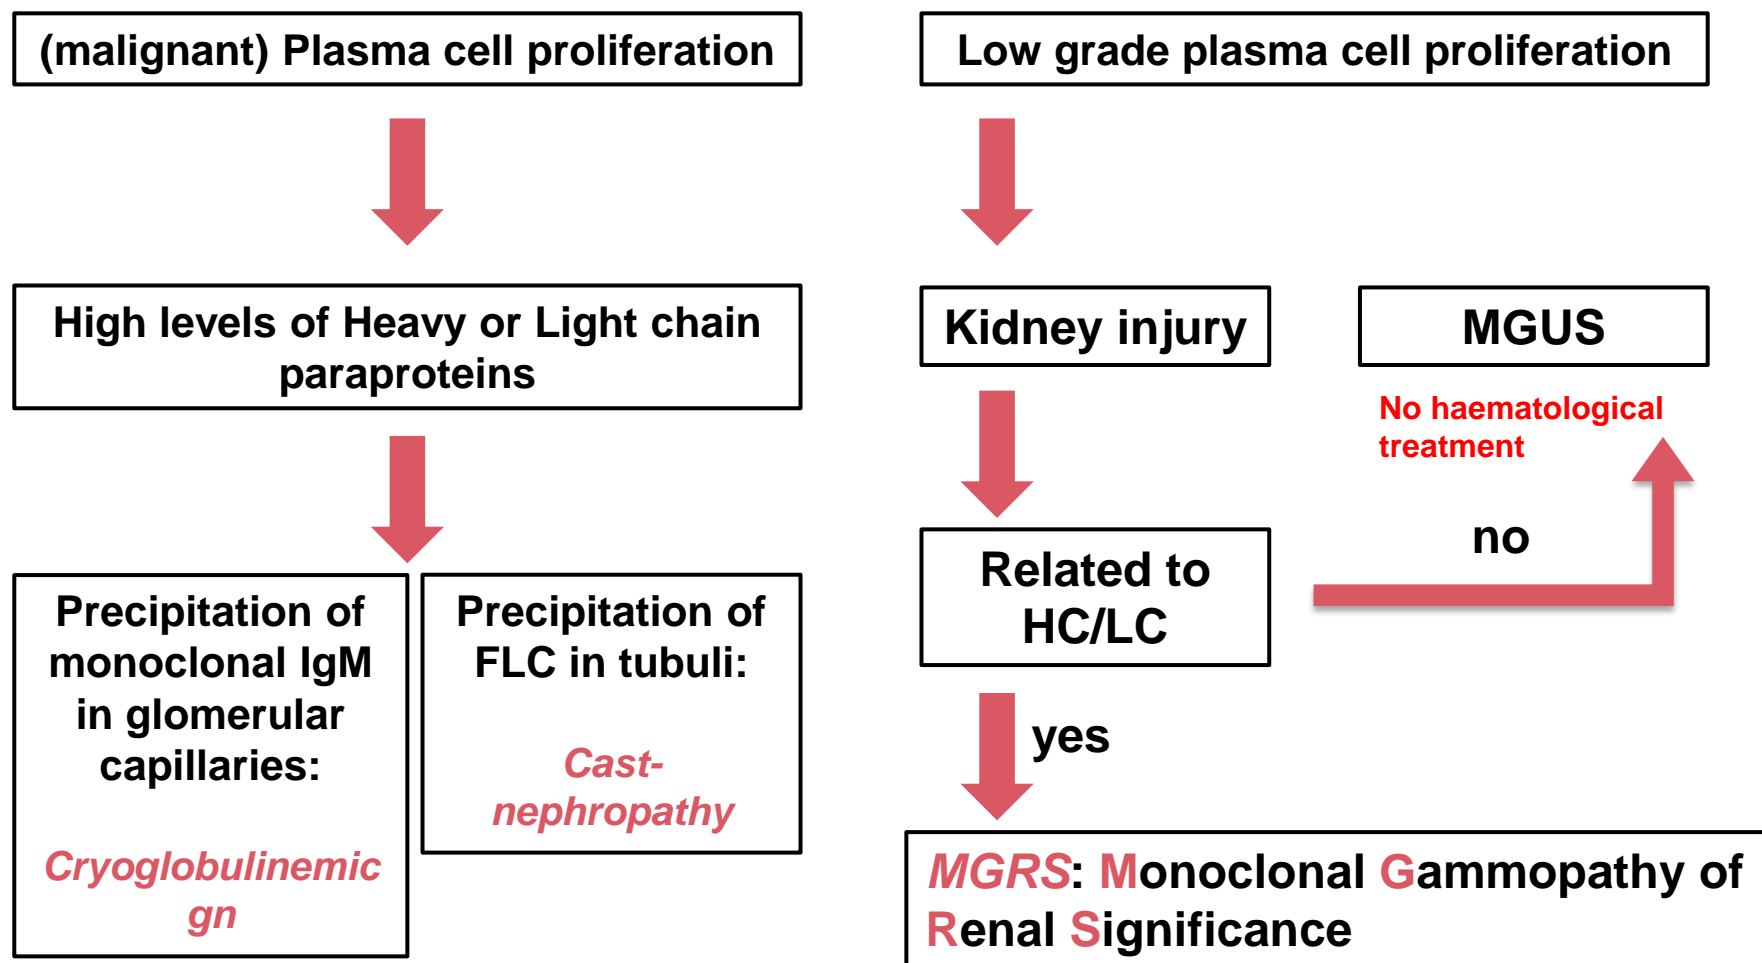 (malignant) Plasma cell proliferation
High levels of Heavy or Light chain
paraproteins
Precipitation of
monoclonal IgM
in glomerular
capillaries:
Cryoglobulinemic
gn
Precipitation of
FLC in tubuli:
Cast-
nephropathy
Low grade plasma cell proliferation
Kidney injury
MGUS
No haematological
treatment
no
Related to
HC/LC
yes
MGRS: Monoclonal Gammopathy of
Renal Significance